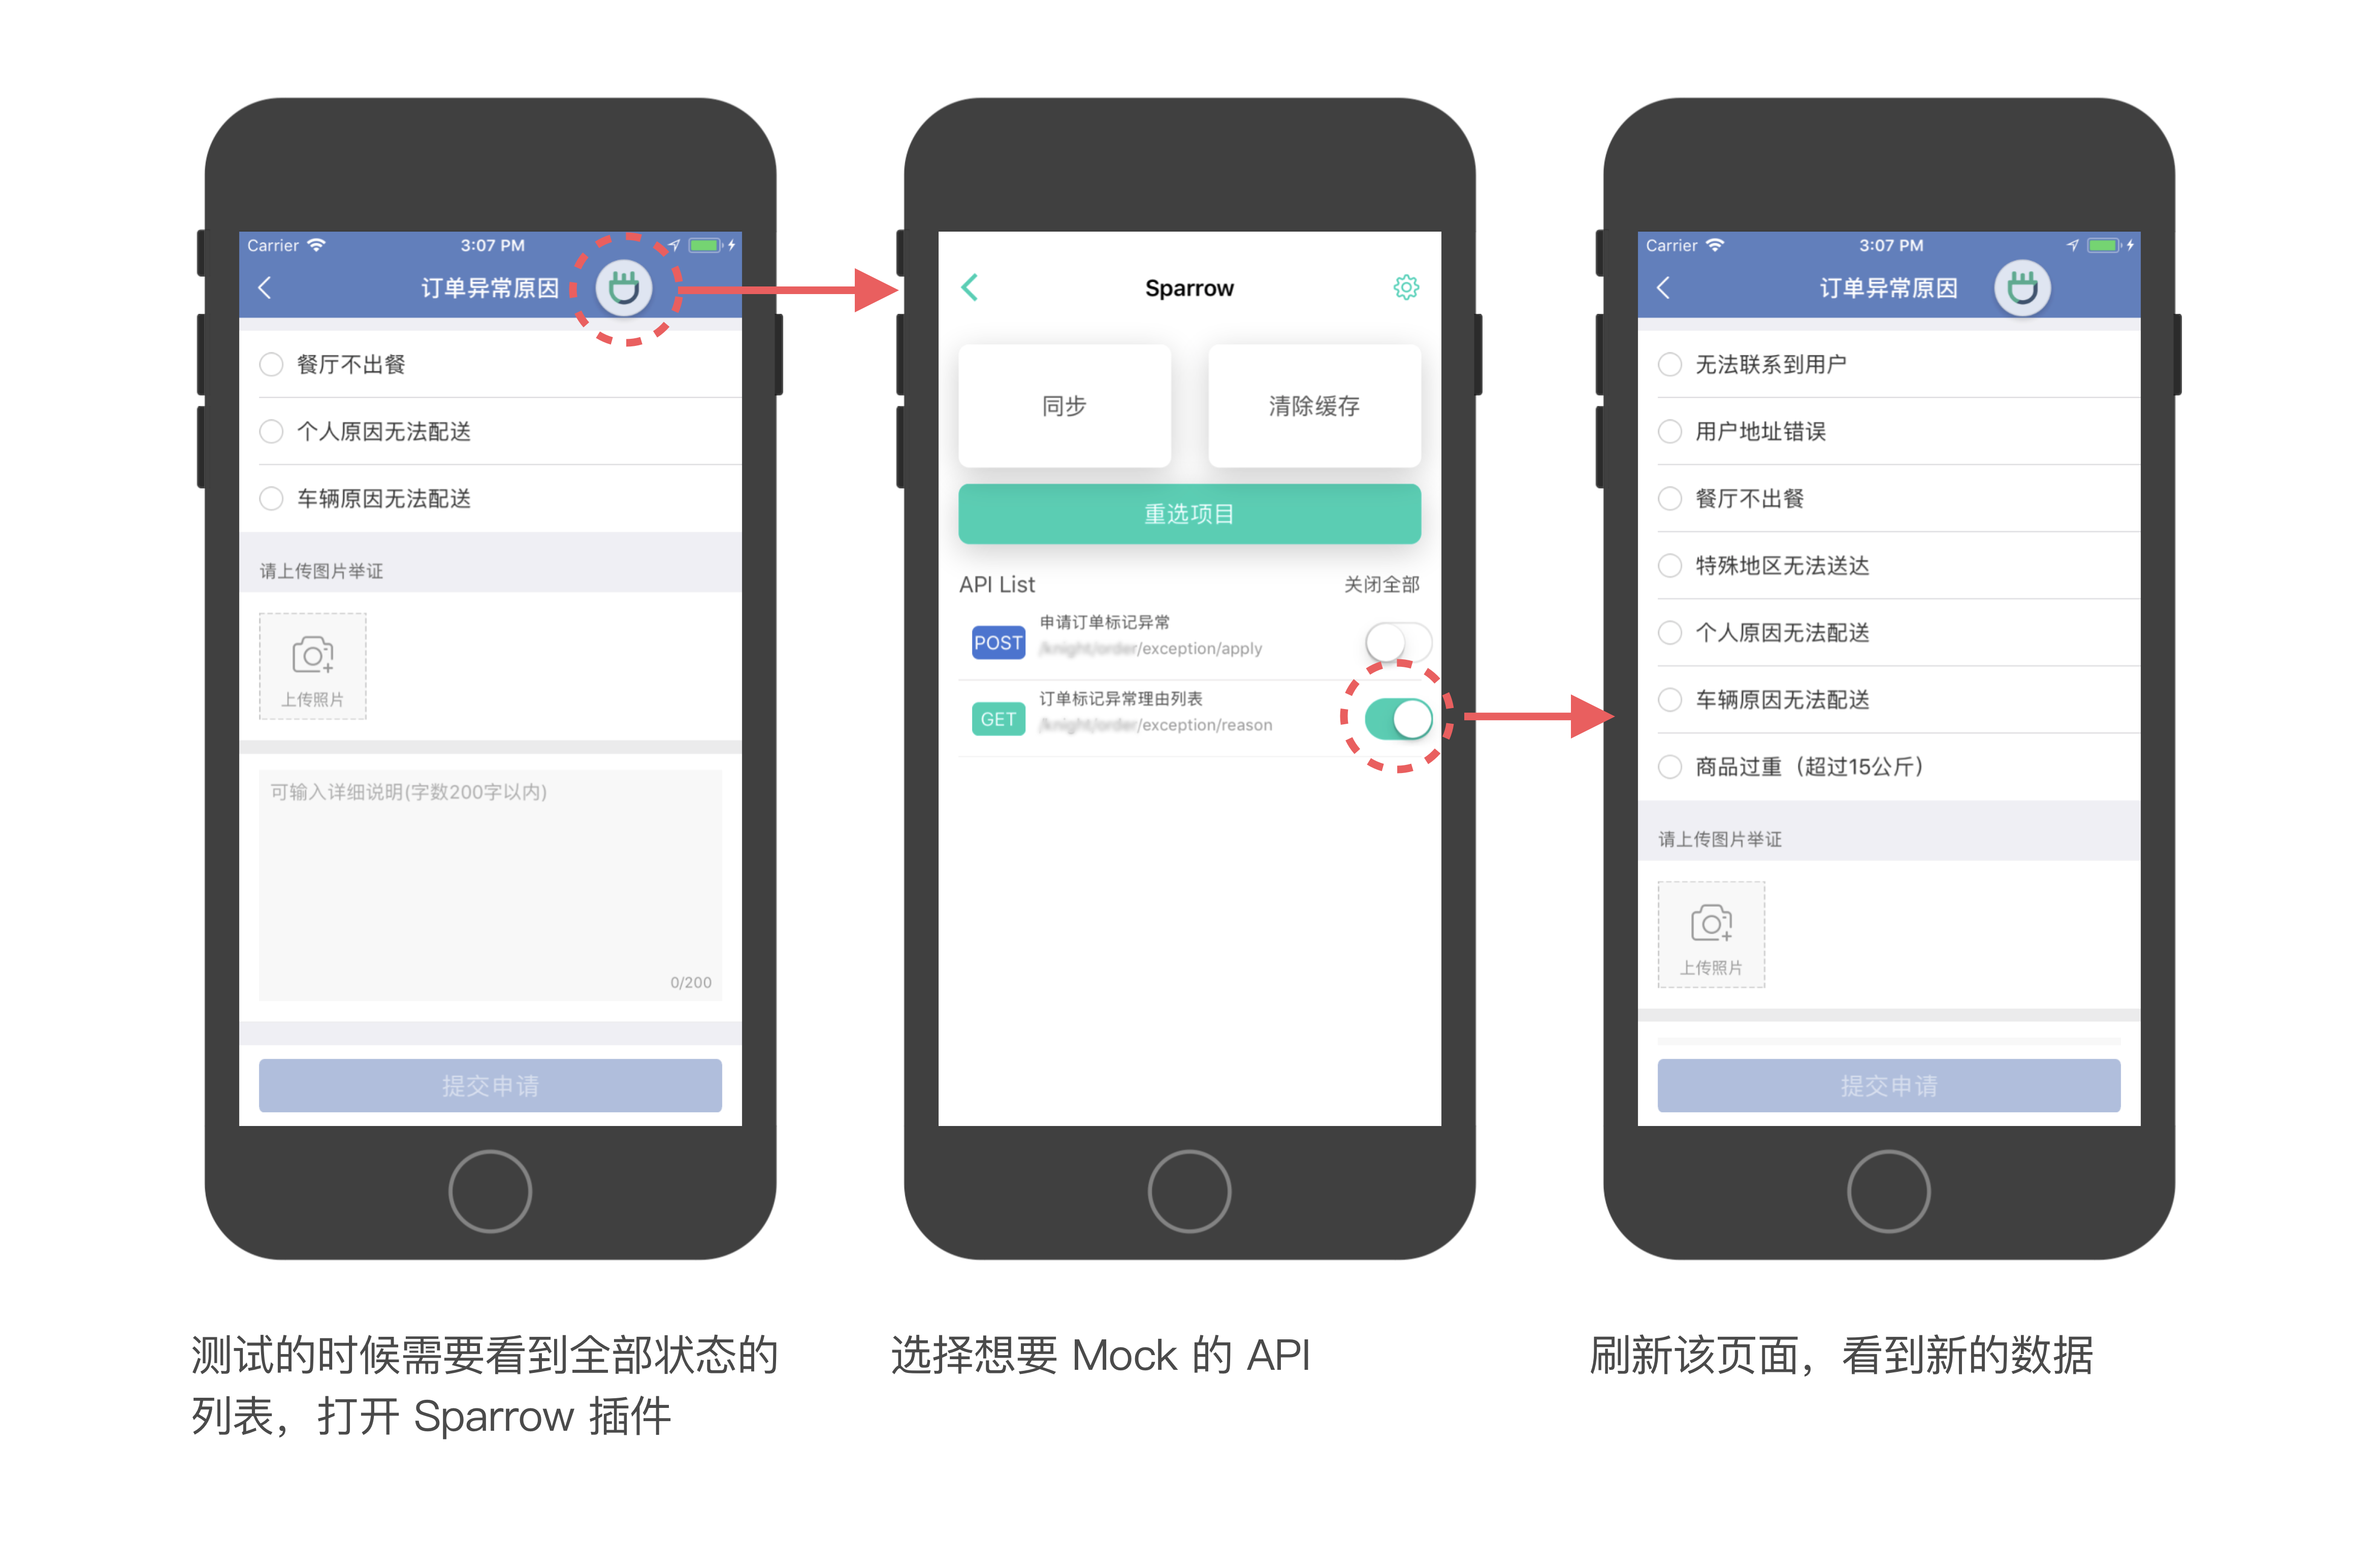 Carrier
3:07 PM
订单异常原因
餐厅不出餐
个人原因无法配送
车辆原因无法配送
请上传图片举证
上传照片
可输入详细说明(字数200字以内)
0/200
提交申请
测试的时候需要看到全部状态的
列表，打开 Sparrow 插件
Sparrow
同步
清除缓存
重选项目
API List
关闭全部
POST
申请订单标记异常
/knight/order/exception/apply
GET
订单标记异常理由列表
/knight/order/exception/reason
选择想要 Mock 的 API
Carrier
3:07 PM
订单异常原因
无法联系到用户
用户地址错误
餐厅不出餐
特殊地区无法送达
个人原因无法配送
车辆原因无法配送
商品过重（超过15公斤）
请上传图片举证
上传照片
提交申请
刷新该页面，看到新的数据